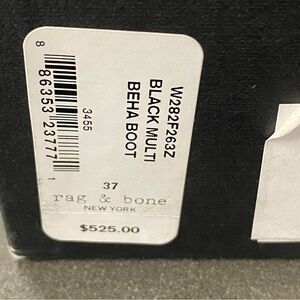 W282F263Z
BLACK MULTI
BEHA BOOT
3455
8 86353 23777 1
37
rag & bone
NEW YORK
$525.00